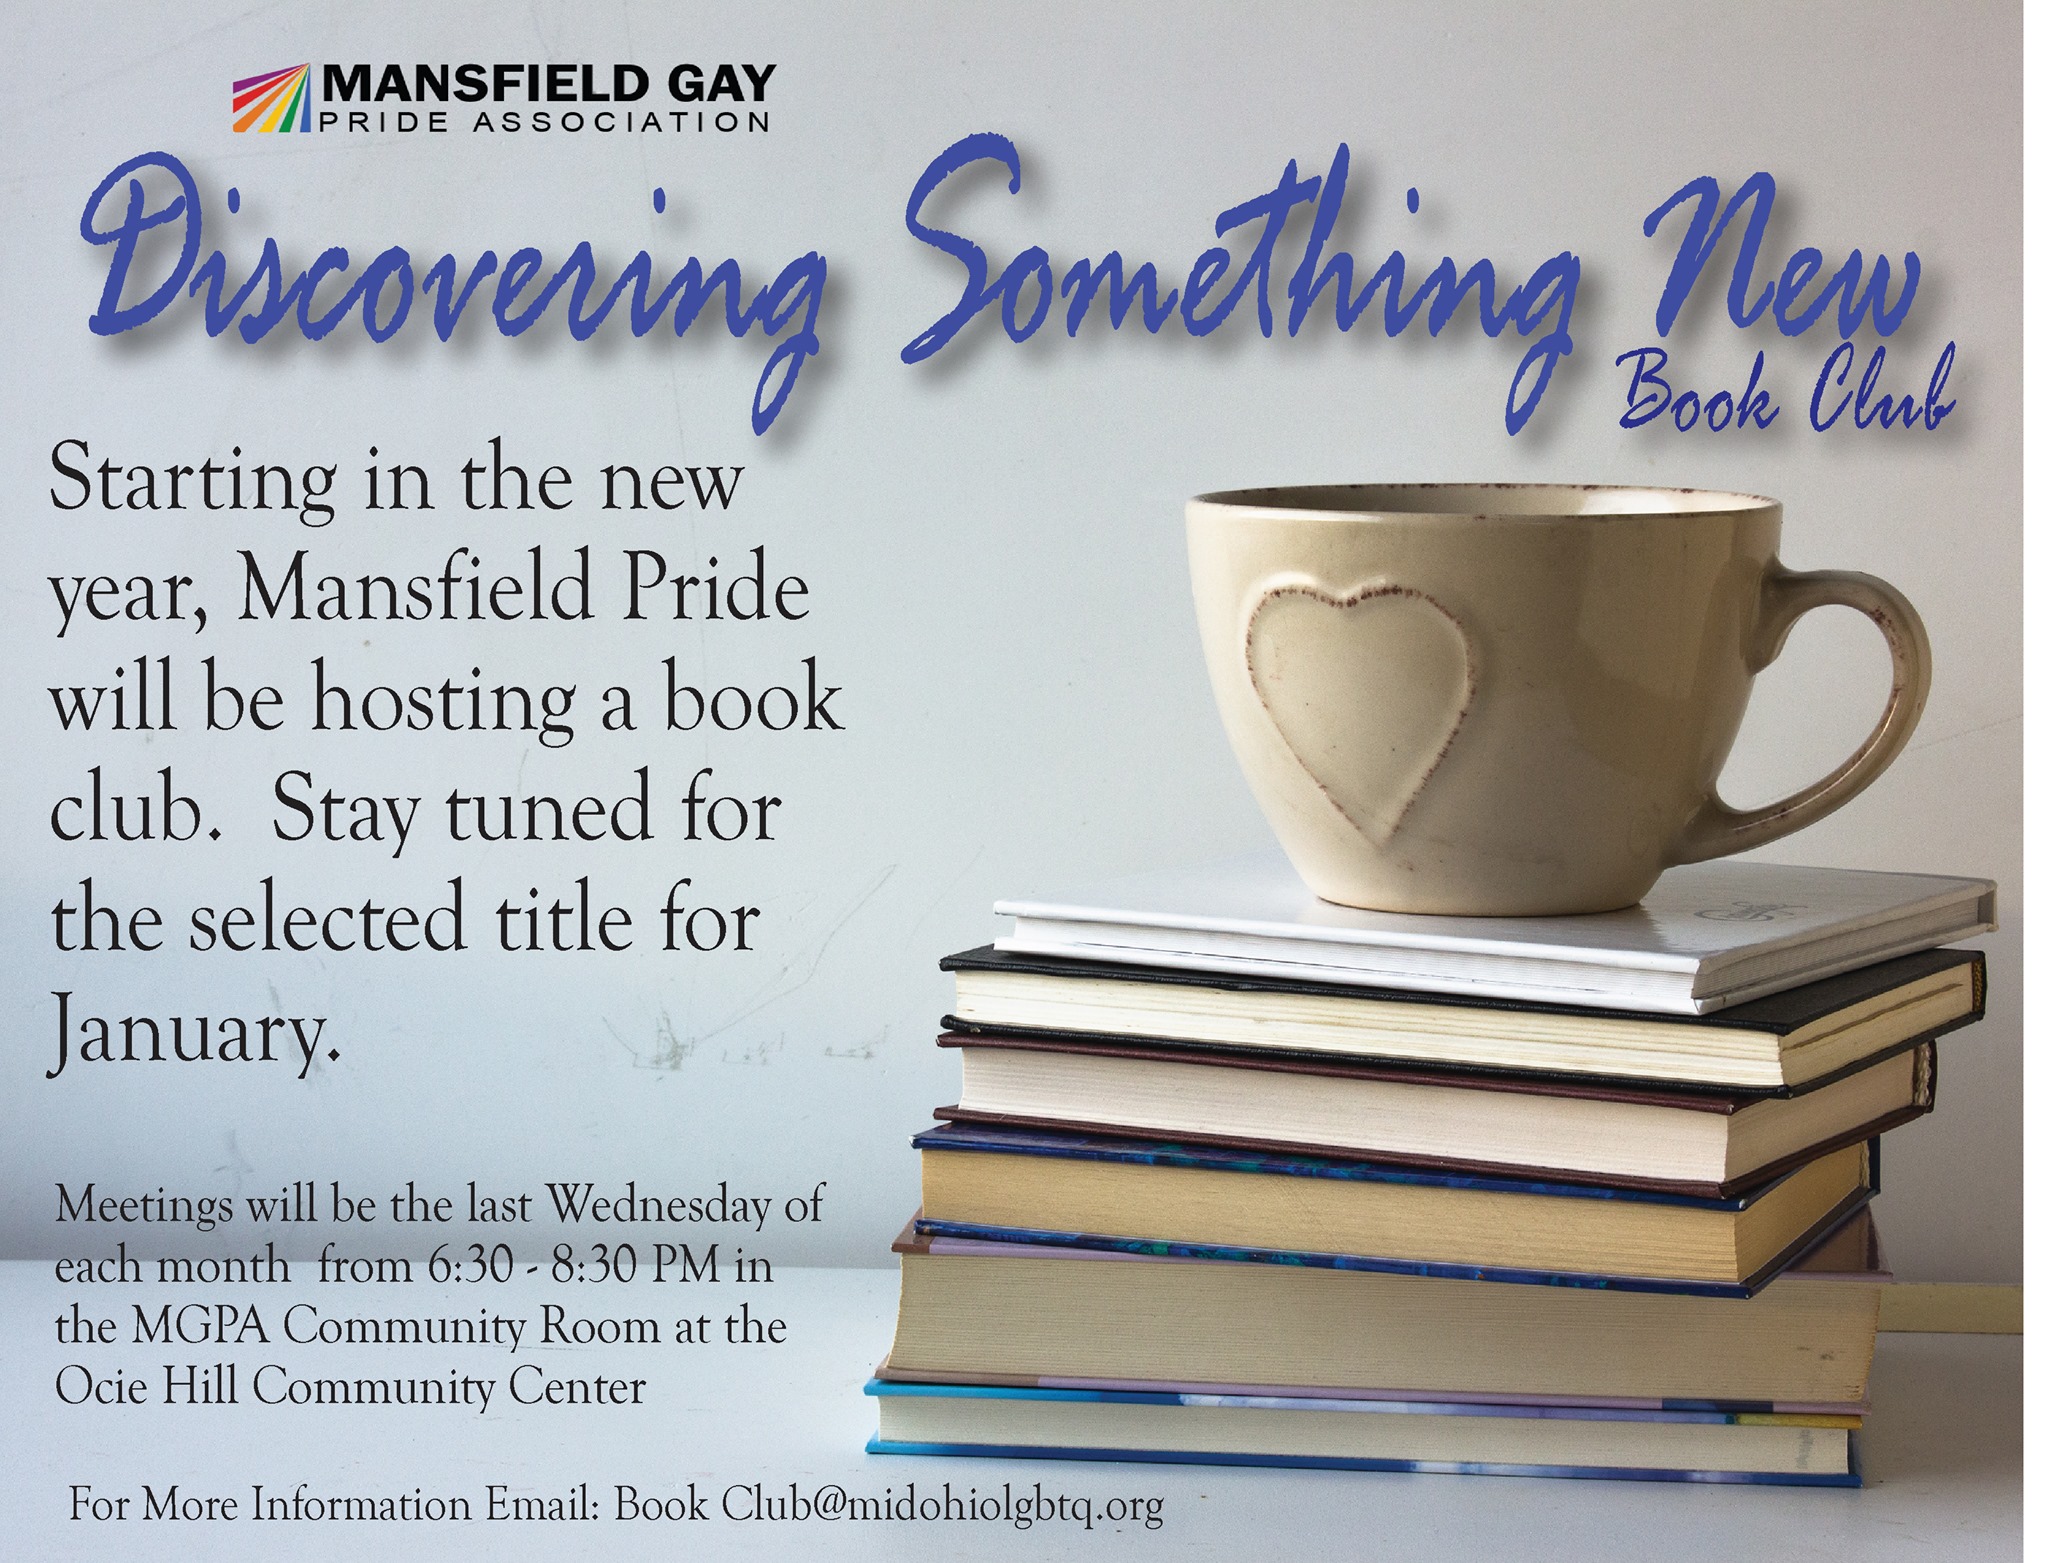 MANSFIELD GAY
PRIDE ASSOCIATION
Discovering Something New
Book Club
Starting in the new
year, Mansfield Pride
will be hosting a book
club. Stay tuned for
the selected title for
January.
Meetings will be the last Wednesday of
each month from 6:30 - 8:30 PM in
the MGPA Community Room at the
Ocie Hill Community Center
For More Information Email: Book Club@midohiolgbtq.org